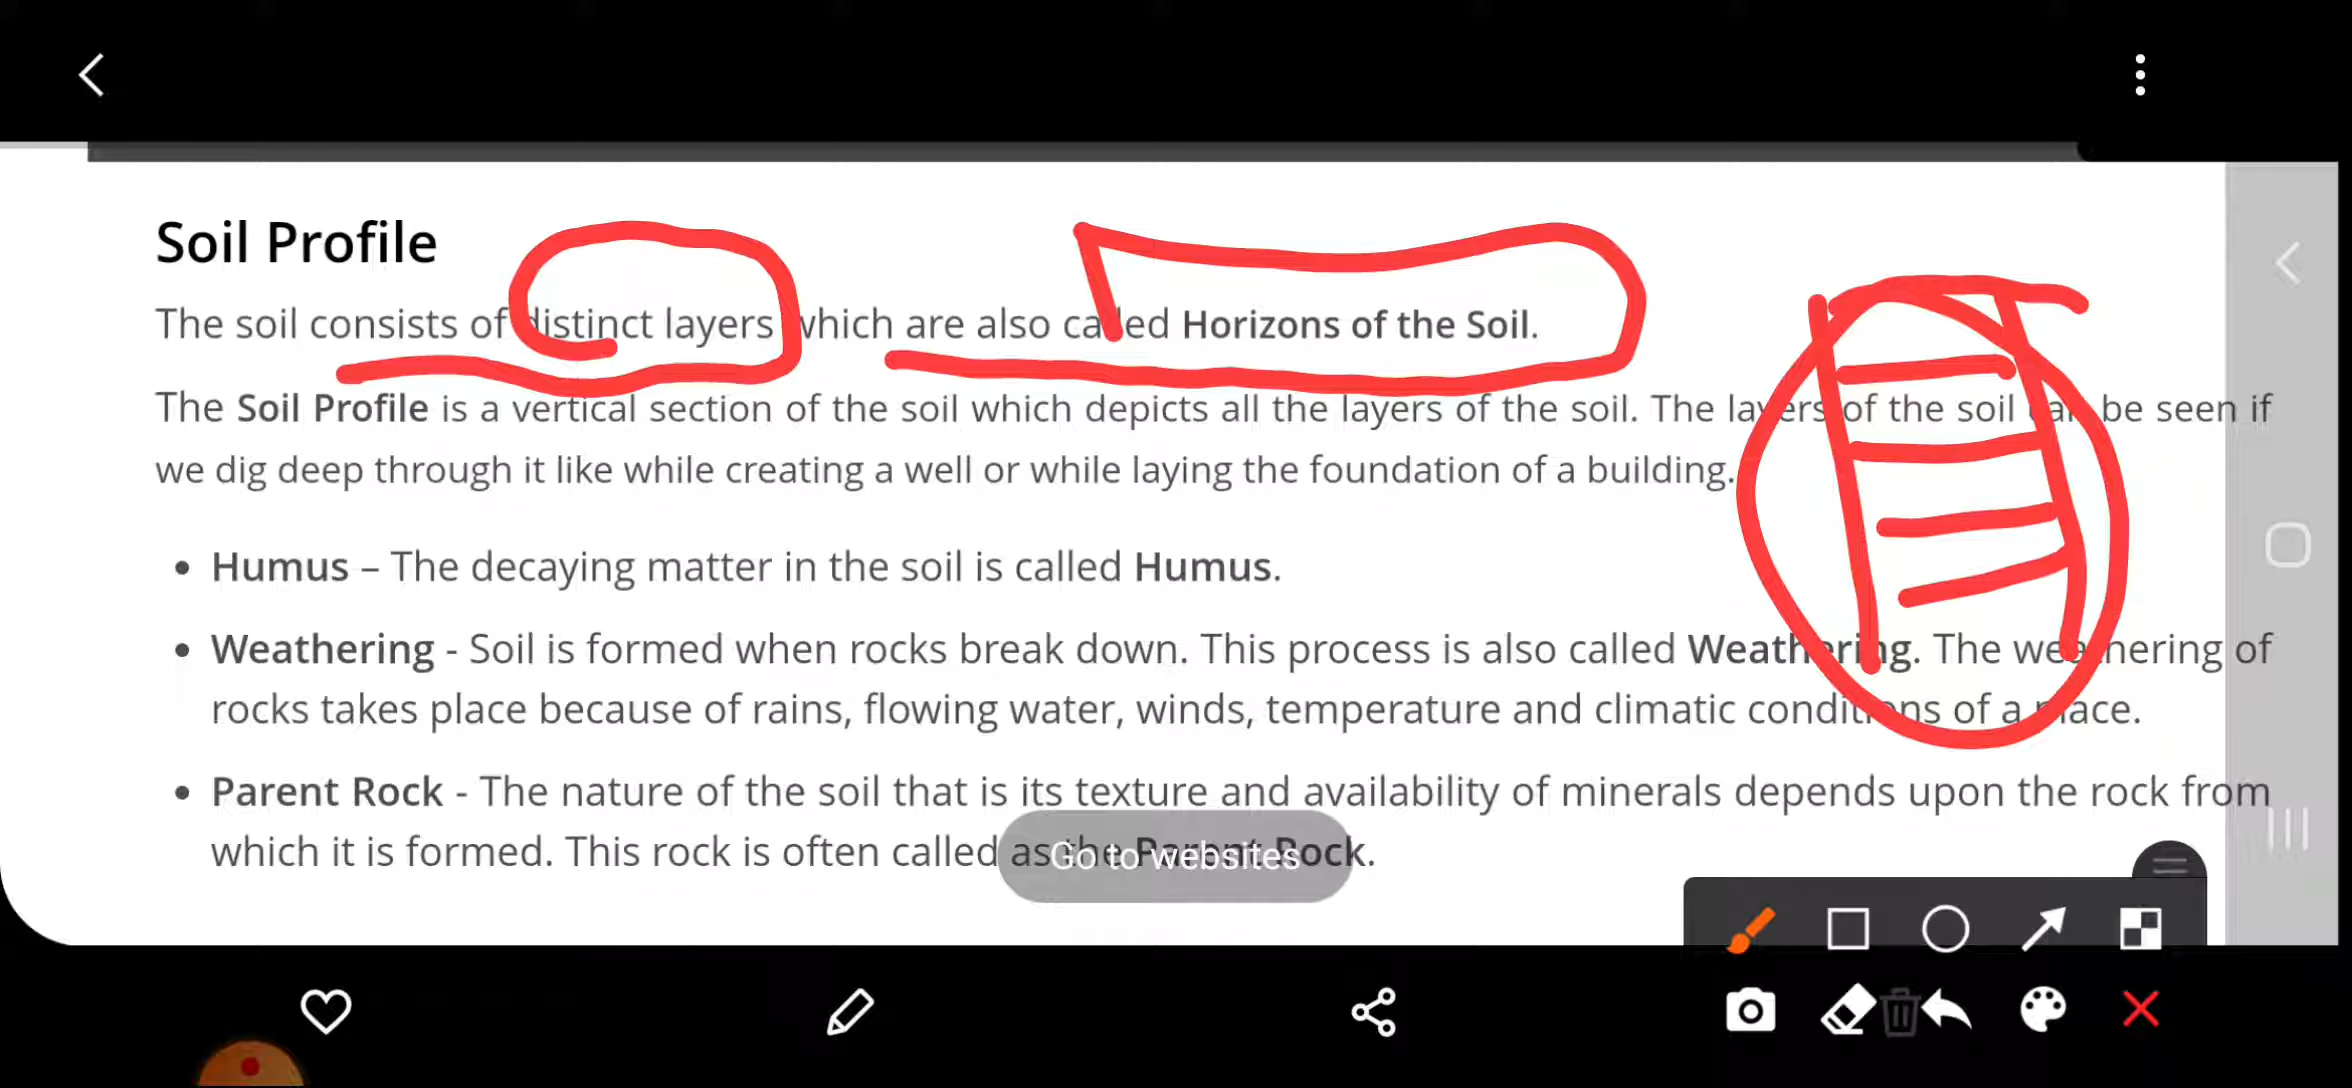 Soil Profile
The soil consists of distinct layers which are also called Horizons of the Soil.
The Soil Profile is a vertical section of the soil which depicts all the layers of the soil. The layers of the soil can be seen if
we dig deep through it like while creating a well or while laying the foundation of a building.
Humus – The decaying matter in the soil is called Humus.
Weathering - Soil is formed when rocks break down. This process is also called Weathering. The weathering of
rocks takes place because of rains, flowing water, winds, temperature and climatic conditions of a place.
Parent Rock - The nature of the soil that is its texture and availability of minerals depends upon the rock from
which it is formed. This rock is often called as the Parent Rock.
Go to websites